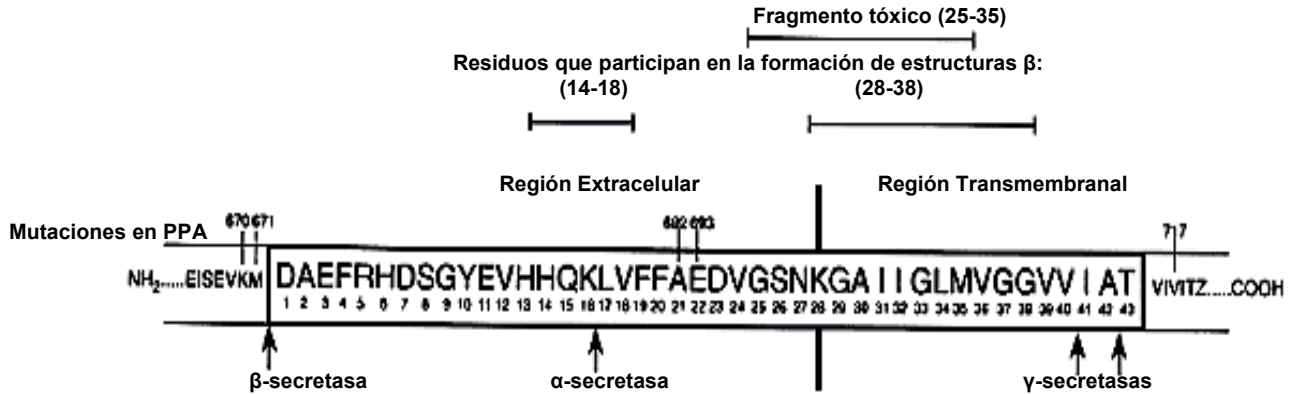 Fragmento tóxico (25-35)
Residuos que participan en la formación de estructuras β:
(14-18) (28-38)
Región Extracelular Región Transmembranal
Mutaciones en PPA 670 671 692 693 717
NH₂.....EISEVKM DAEFRHDSGYEVHHQKLVFFAEDVGSNKGAIIGLMVGGVVIAT VIVITZ.....COOH
1 2 3 4 5 6 7 8 9 10 11 12 13 14 15 16 17 18 19 20 21 22 23 24 25 26 27 28 29 30 31 32 33 34 35 36 37 38 39 40 41 42 43
β-secretasa α-secretasa γ-secretasas